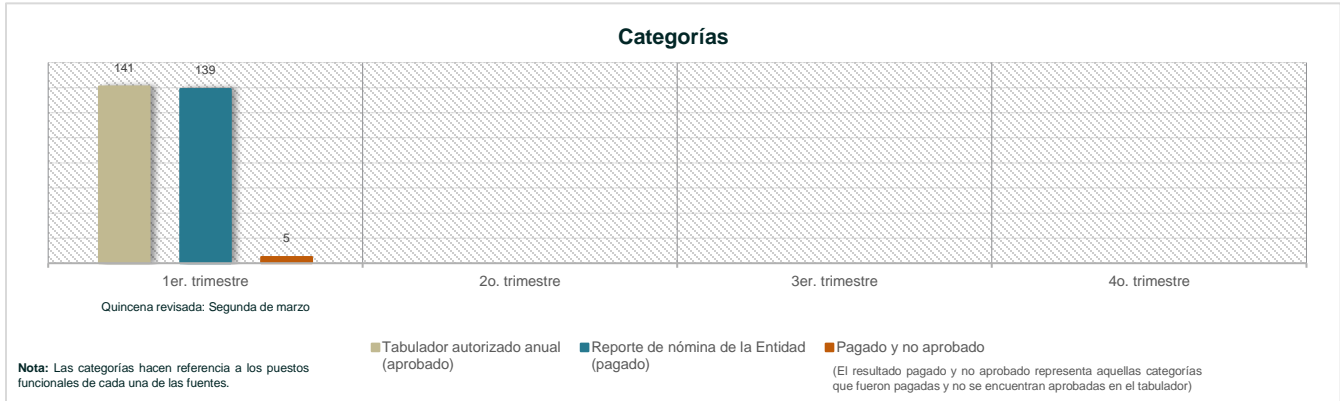 Categorías
141
139
5
1er. trimestre
2o. trimestre
3er. trimestre
4o. trimestre
Quincena revisada: Segunda de marzo
Tabulador autorizado anual
(aprobado)
Reporte de nómina de la Entidad
(pagado)
Pagado y no aprobado
(El resultado pagado y no aprobado representa aquellas categorías
que fueron pagadas y no se encuentran aprobadas en el tabulador)
Nota: Las categorías hacen referencia a los puestos
funcionales de cada una de las fuentes.